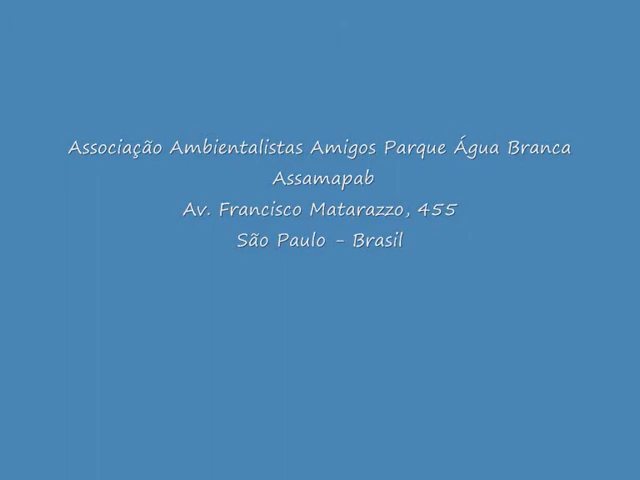 Associação Ambientalistas Amigos Parque Água Branca
Assamapab
Av. Francisco Matarazzo, 455
São Paulo - Brasil